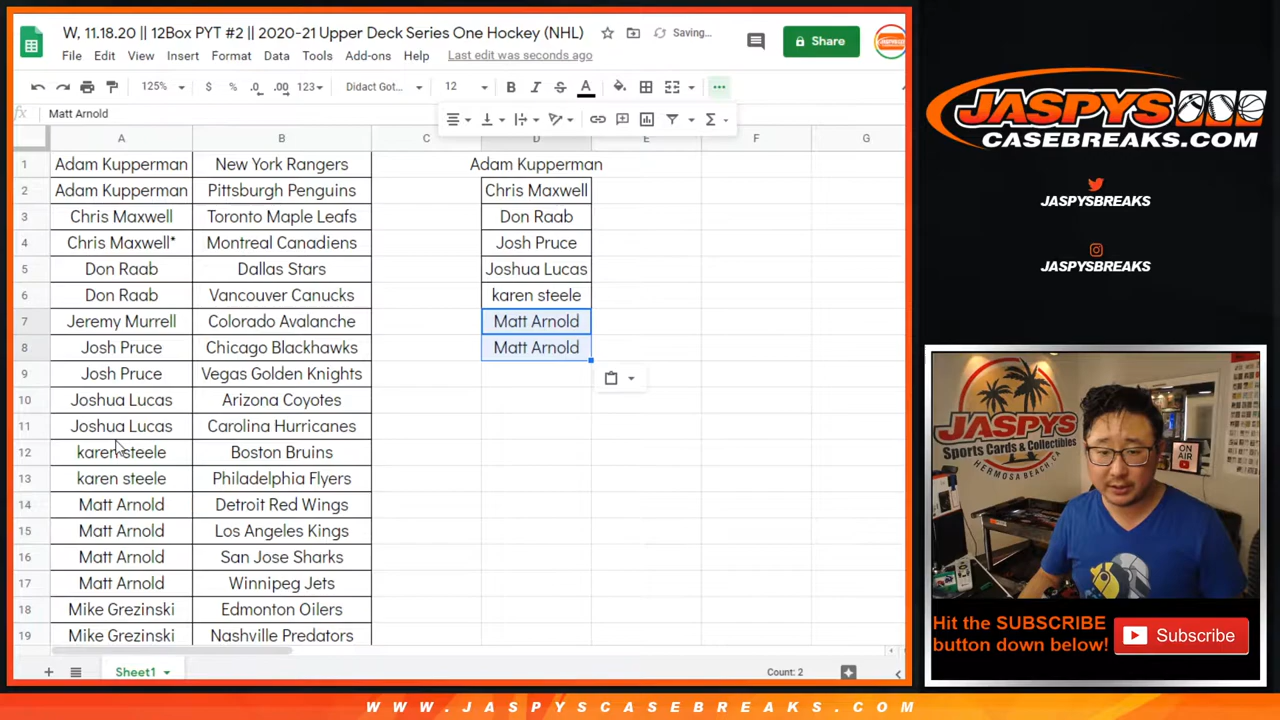 W, 11.18.20 || 12Box PYT #2 || 2020-21 Upper Deck Series One Hockey (NHL) Saving...
File Edit View Insert Format Data Tools Add-ons Help Last edit was seconds ago
Share
125% $ % .0 .00 123 Didact Got... 12 B I S A
fx Matt Arnold
A B C D E F G
1 Adam Kupperman New York Rangers Adam Kupperman
2 Adam Kupperman Pittsburgh Penguins Chris Maxwell
3 Chris Maxwell Toronto Maple Leafs Don Raab
4 Chris Maxwell* Montreal Canadiens Josh Pruce
5 Don Raab Dallas Stars Joshua Lucas
6 Don Raab Vancouver Canucks karen steele
7 Jeremy Murrell Colorado Avalanche Matt Arnold
8 Josh Pruce Chicago Blackhawks Matt Arnold
9 Josh Pruce Vegas Golden Knights
10 Joshua Lucas Arizona Coyotes
11 Joshua Lucas Carolina Hurricanes
12 karen steele Boston Bruins
13 karen steele Philadelphia Flyers
14 Matt Arnold Detroit Red Wings
15 Matt Arnold Los Angeles Kings
16 Matt Arnold San Jose Sharks
17 Matt Arnold Winnipeg Jets
18 Mike Grezinski Edmonton Oilers
19 Mike Grezinski Nashville Predators
Sheet1
Count: 2
JASPYS
CASEBREAKS.COM
JASPYSBREAKS
JASPYSBREAKS
JASPYS
Sports Cards & Collectibles
HERMOSA BEACH, CA
ON AIR
Hit the SUBSCRIBE
button down below!
Subscribe
WWW.JASPYSCASEBREAKS.COM